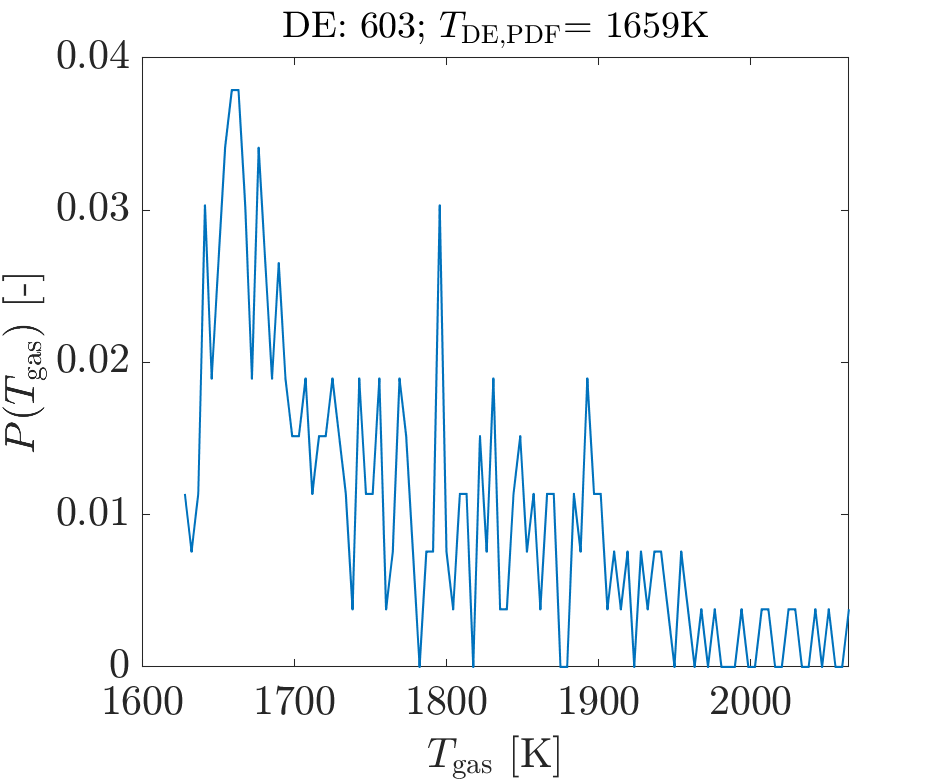 DE: 603; T_DE,PDF= 1659K
0.04
0.03
0.02
0.01
0
P(T_gas) [-]
1600 1700 1800 1900 2000
T_gas [K]